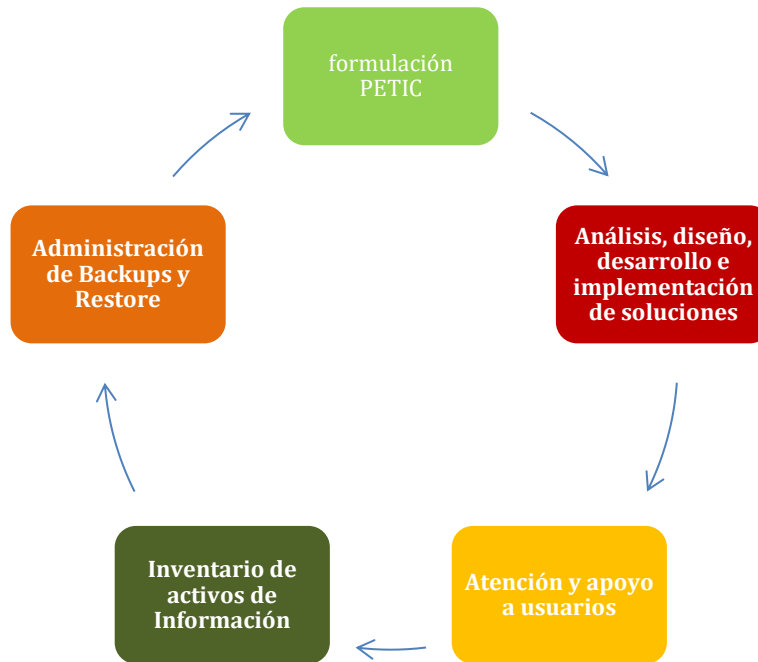 formulación
PETIC
Análisis, diseño,
desarrollo e
implementación
de soluciones
Atención y apoyo
a usuarios
Inventario de
activos de
Información
Administración
de Backups y
Restore